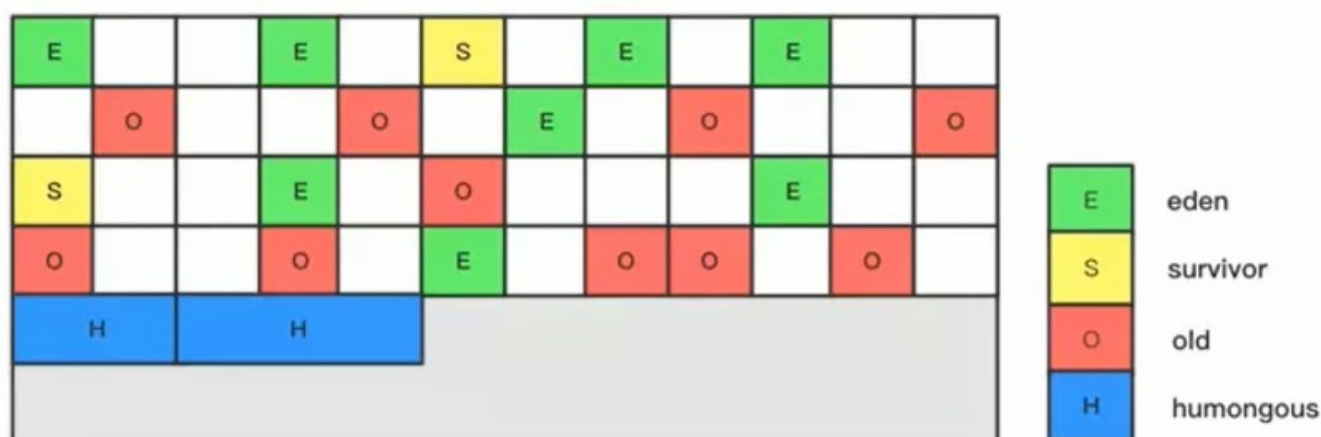 E E S E E
O O E O O
S E O E
O O E O O O
H H
E eden
S survivor
O old
H humongous